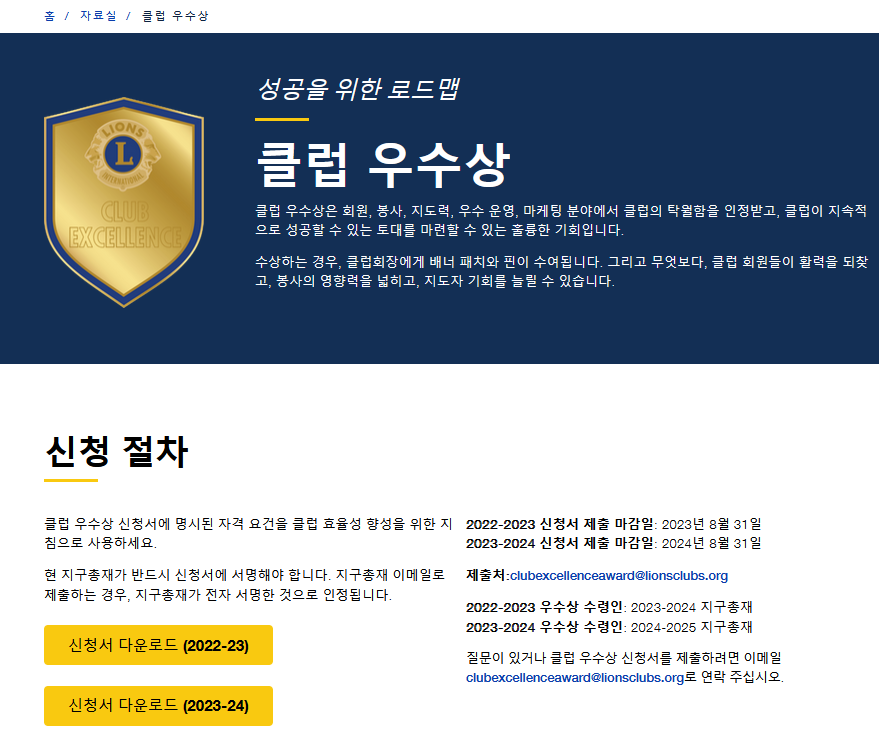 홈 / 자료실 / 클럽 우수상
성공을 위한 로드맵
LIONS
L
INTERNATIONAL
CLUB
EXCELLENCE
클럽 우수상
클럽 우수상은 회원, 봉사, 지도력, 우수 운영, 마케팅 분야에서 클럽의 탁월함을 인정받고, 클럽이 지속적
으로 성공할 수 있는 토대를 마련할 수 있는 훌륭한 기회입니다.
수상하는 경우, 클럽회장에게 배너 패치와 핀이 수여됩니다. 그리고 무엇보다, 클럽 회원들이 활력을 되찾
고, 봉사의 영향력을 넓히고, 지도자 기회를 늘릴 수 있습니다.
신청 절차
클럽 우수상 신청서에 명시된 자격 요건을 클럽 효율성 향성을 위한 지
침으로 사용하세요.
현 지구총재가 반드시 신청서에 서명해야 합니다. 지구총재 이메일로
제출하는 경우, 지구총재가 전자 서명한 것으로 인정됩니다.
신청서 다운로드 (2022-23)
신청서 다운로드 (2023-24)
2022-2023 신청서 제출 마감일: 2023년 8월 31일
2023-2024 신청서 제출 마감일: 2024년 8월 31일
제출처:clubexcellenceaward@lionsclubs.org
2022-2023 우수상 수령인: 2023-2024 지구총재
2023-2024 우수상 수령인: 2024-2025 지구총재
질문이 있거나 클럽 우수상 신청서를 제출하려면 이메일
clubexcellenceaward@lionsclubs.org로 연락 주십시오.